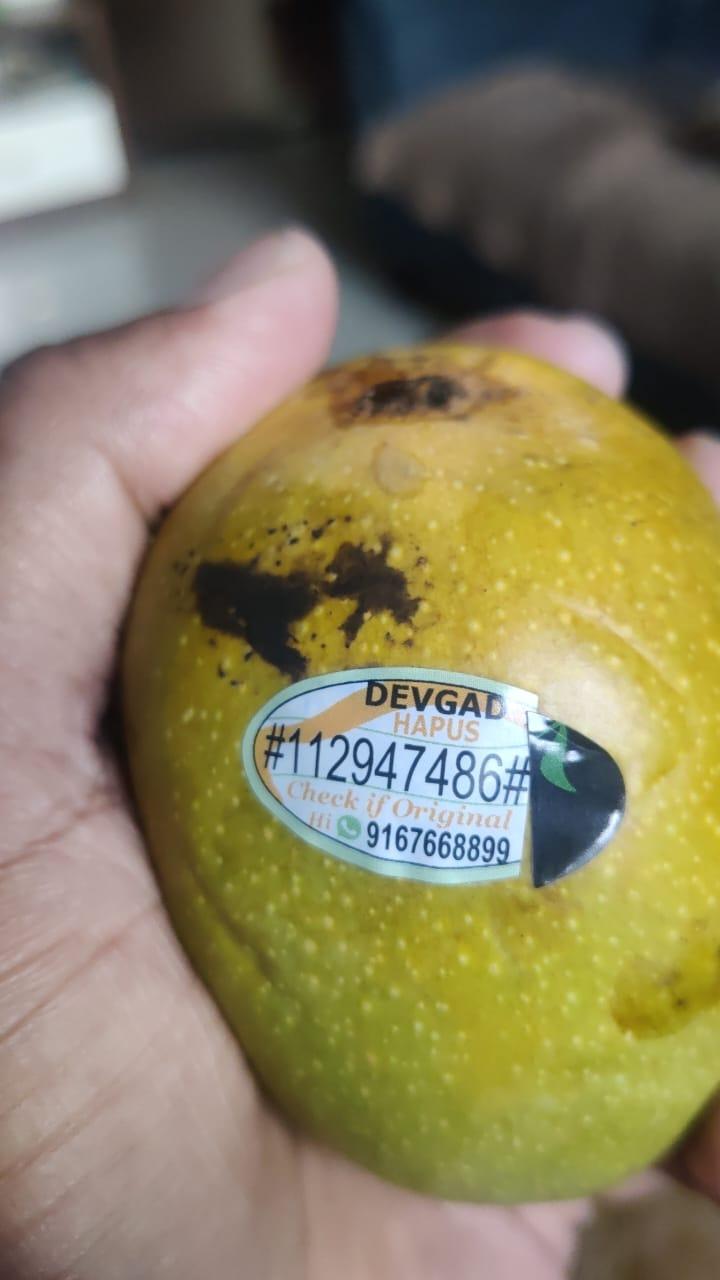 DEVGAD
HAPUS
#112947486#
Check if Original
Hi 9167668899